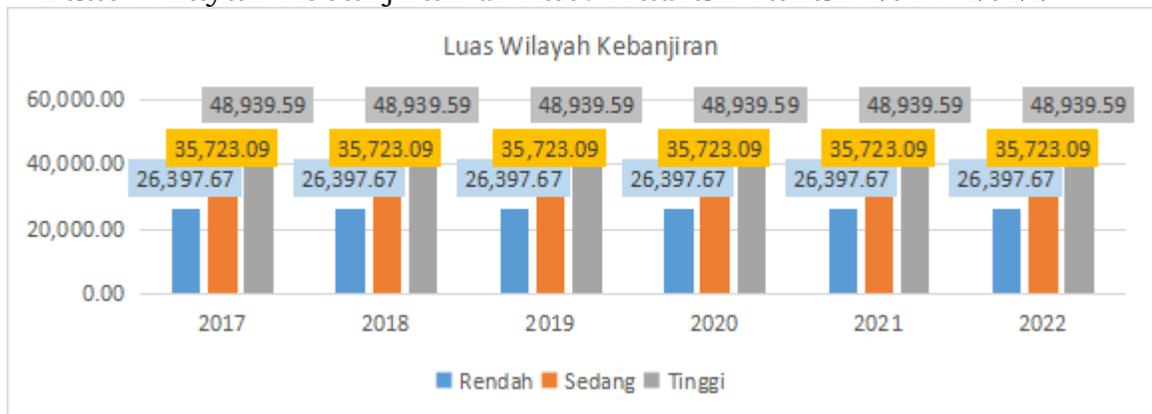 Luas Wilayah Kebanjiran
60,000.00
48,939.59 48,939.59 48,939.59 48,939.59 48,939.59 48,939.59
35,723.09 35,723.09 35,723.09 35,723.09 35,723.09 35,723.09
40,000.00
26,397.67 26,397.67 26,397.67 26,397.67 26,397.67 26,397.67
20,000.00
0.00
2017 2018 2019 2020 2021 2022
Rendah Sedang Tinggi